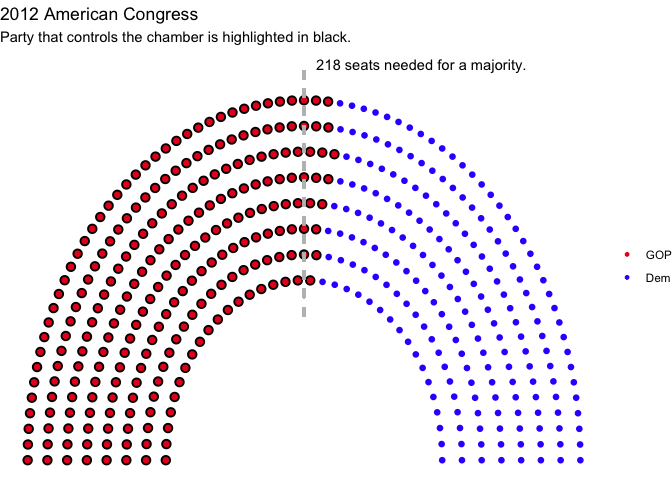 2012 American Congress
Party that controls the chamber is highlighted in black.
218 seats needed for a majority.
GOP
Dem